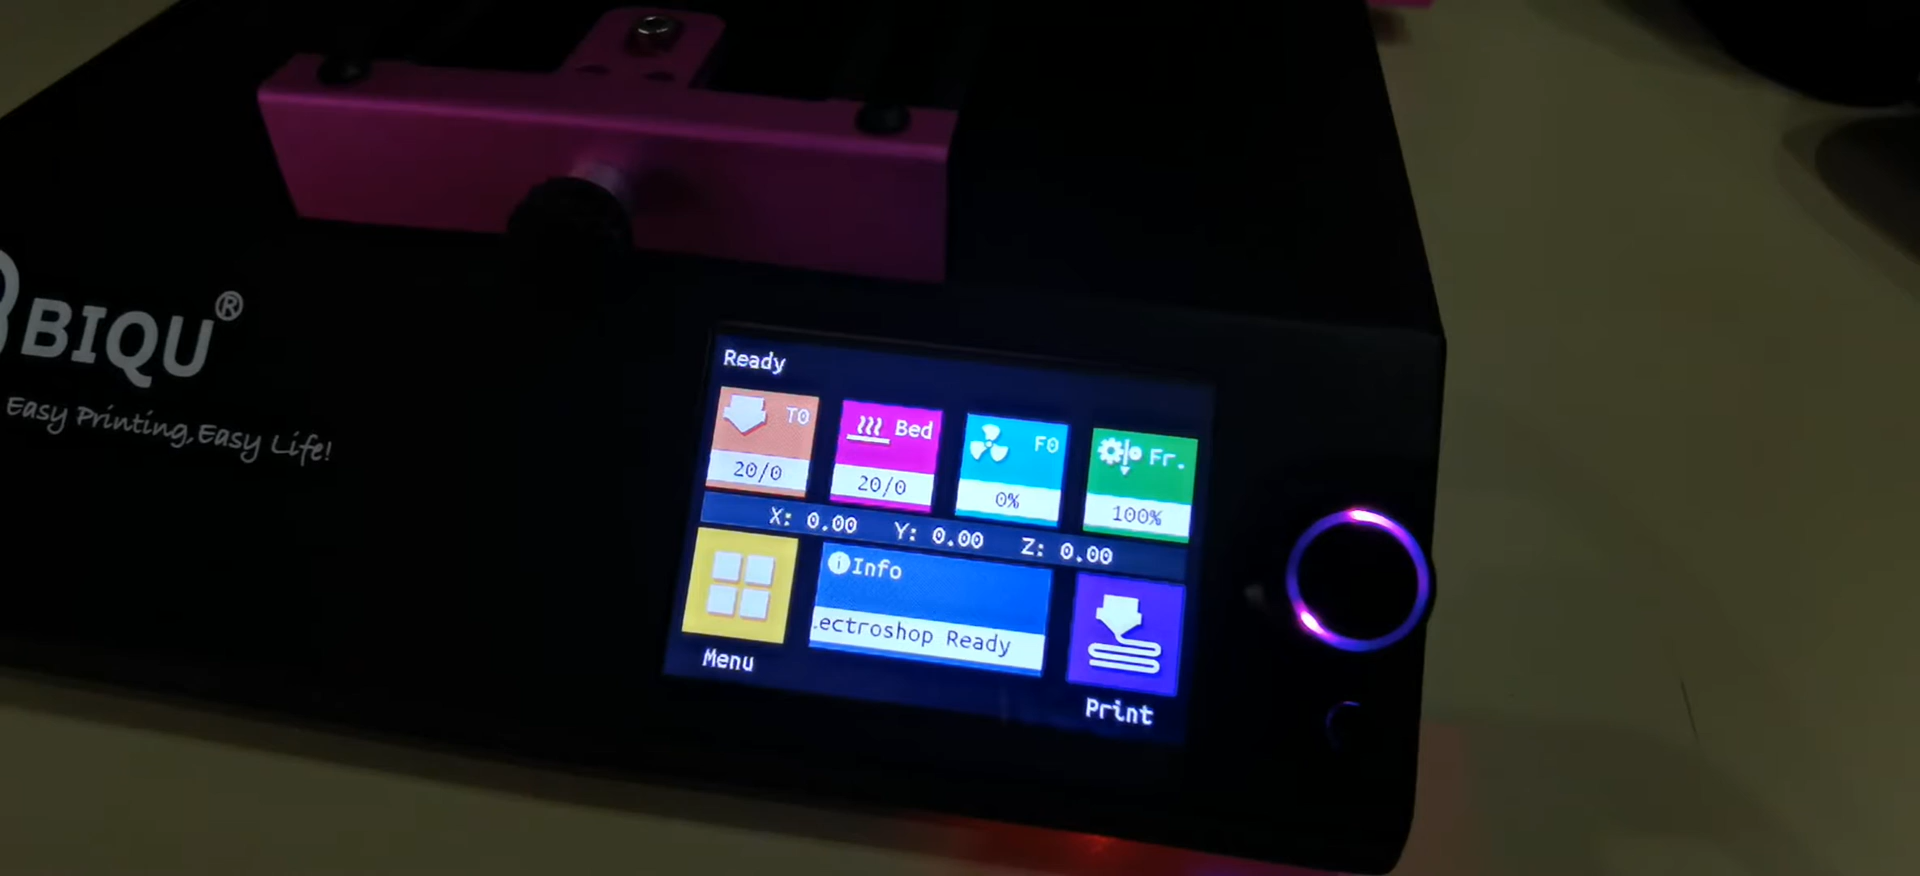 BIQU®
Easy Printing,Easy Life!
Ready
T0
20/0
Bed
20/0
F0
0%
Fr.
100%
X: 0.00 Y: 0.00 Z: 0.00
Menu
Info
ectroshop Ready
Print